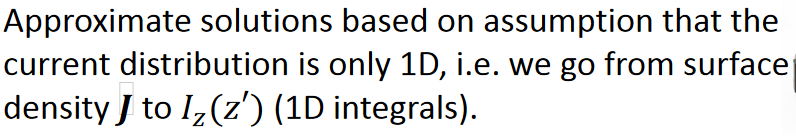 Approximate solutions based on assumption that the
current distribution is only 1D, i.e. we go from surface
density J to I_z(z′) (1D integrals).